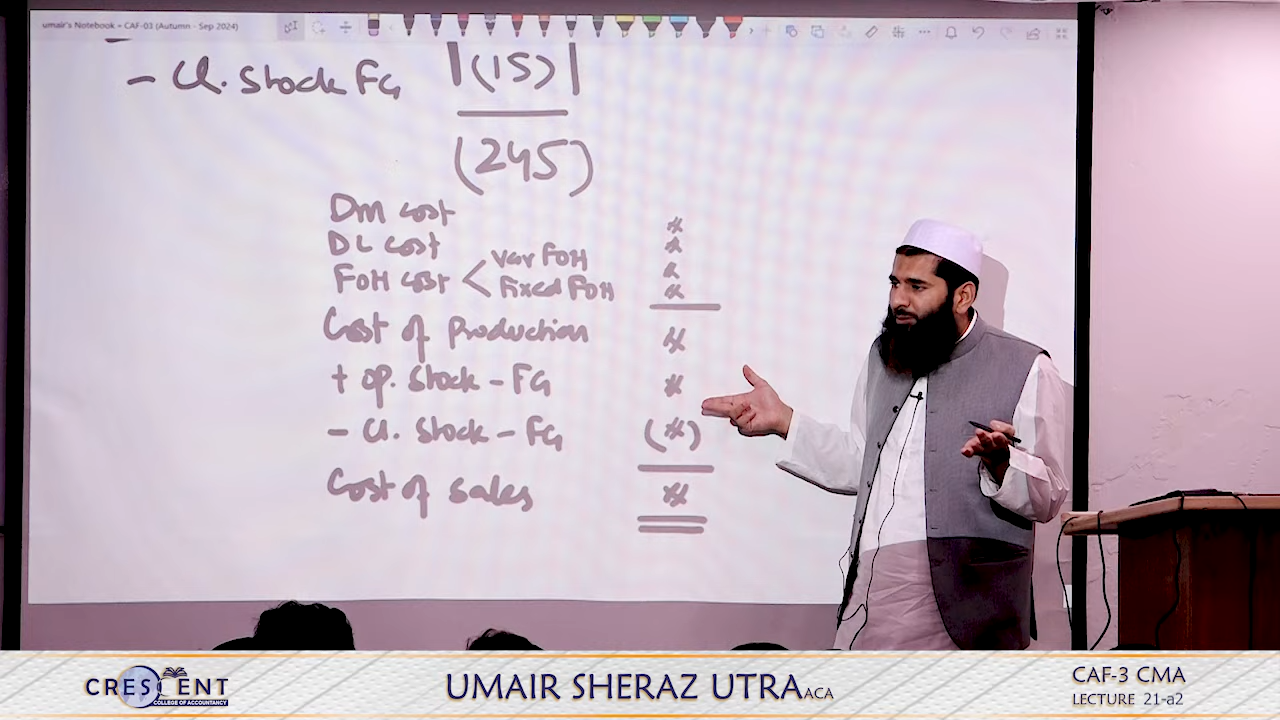 umair's Notebook - CAF-03 (Autumn - Sep 2024)
- Cl. Stock FG |(15)|
(245)
DM cost *
DL cost *
FOH cost < Var FOH *
Fixed FOH *
Cost of Production *
+ op. Stock - FG *
- Cl. Stock - FG (*)
Cost of Sales *
CRESCENT
COLLEGE OF ACCOUNTANCY
UMAIR SHERAZ UTRA ACA
CAF-3 CMA
LECTURE 21-a2